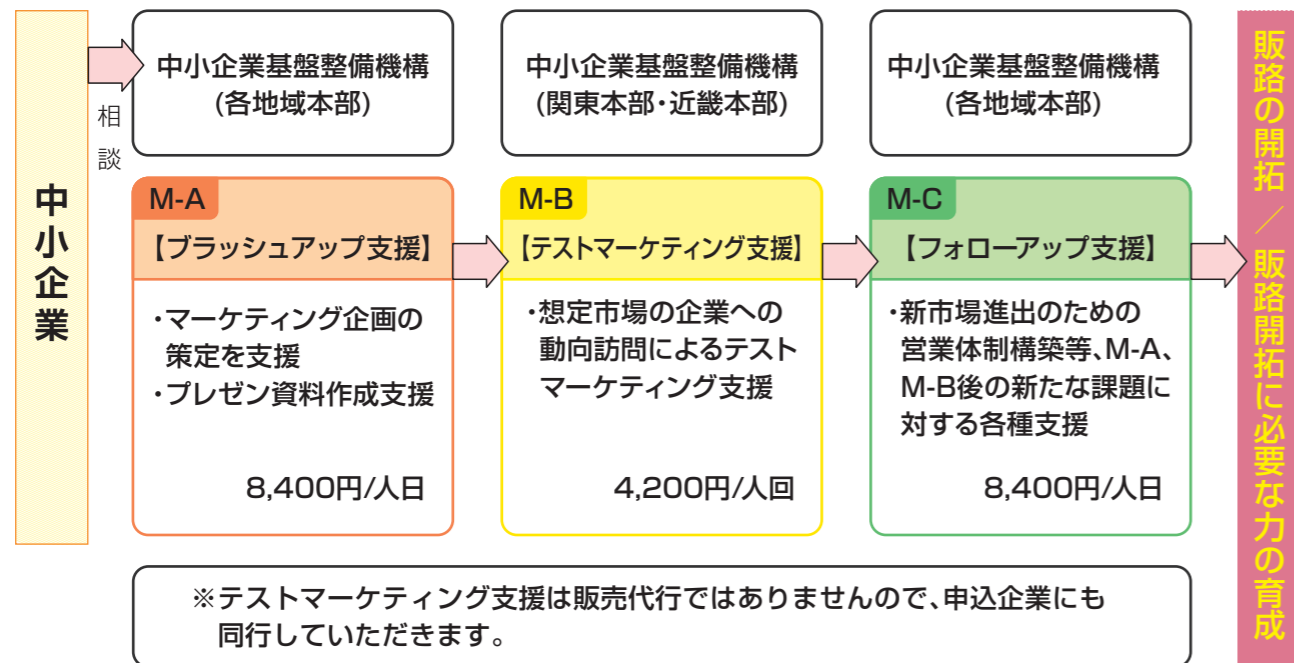 中小企業
相談
中小企業基盤整備機構
(各地域本部)
M-A
【ブラッシュアップ支援】
・マーケティング企画の
策定を支援
・プレゼン資料作成支援
8,400円/人日
中小企業基盤整備機構
(関東本部・近畿本部)
M-B
【テストマーケティング支援】
・想定市場の企業への
動向訪問によるテスト
マーケティング支援
4,200円/人回
中小企業基盤整備機構
(各地域本部)
M-C
【フォローアップ支援】
・新市場進出のための
営業体制構築等、M-A、
M-B後の新たな課題に
対する各種支援
8,400円/人日
販路の開拓／販路開拓に必要な力の育成
※テストマーケティング支援は販売代行ではありませんので、申込企業にも
同行していただきます。